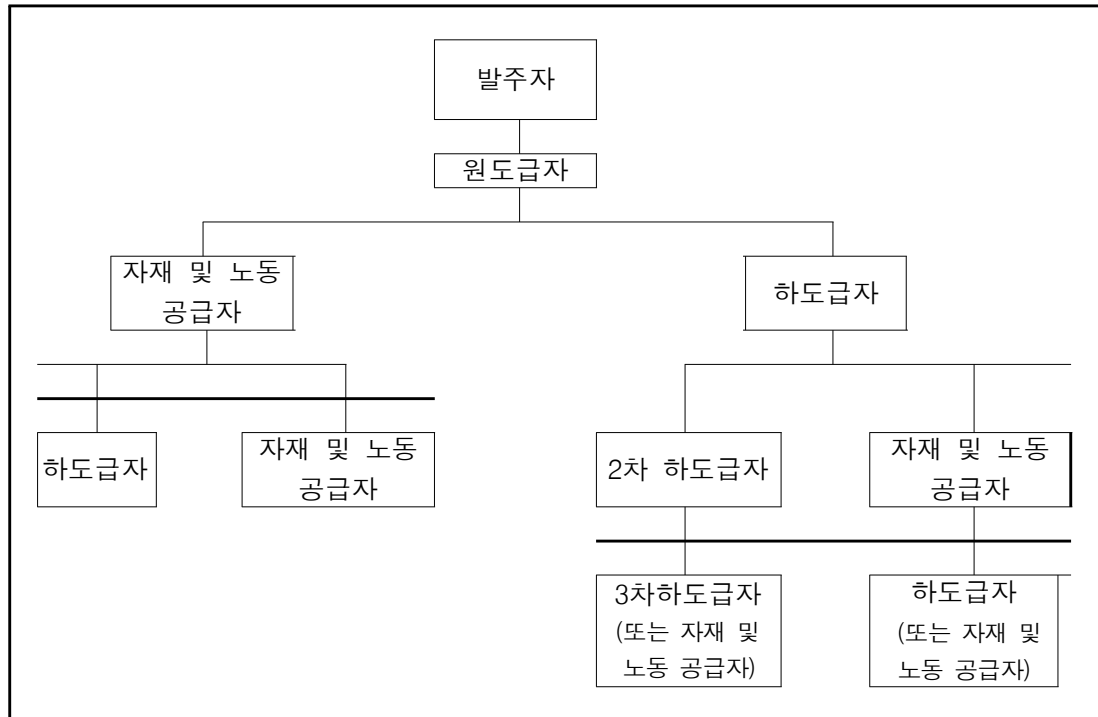 발주자
원도급자
자재 및 노동
공급자
하도급자
하도급자
자재 및 노동
공급자
2차 하도급자
자재 및 노동
공급자
3차하도급자
(또는 자재 및
노동 공급자)
하도급자
(또는 자재 및
노동 공급자)